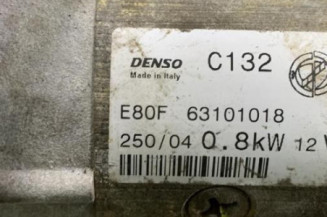 DENSO C132
Made in Italy
E80F 63101018
250/04 0.8kW 12 V